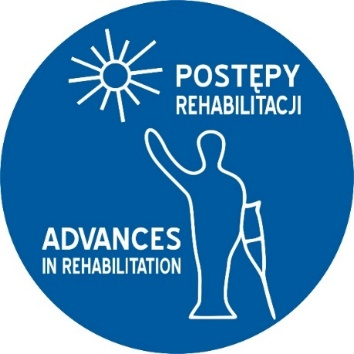 POSTĘPY
REHABILITACJI
ADVANCES
IN REHABILITATION